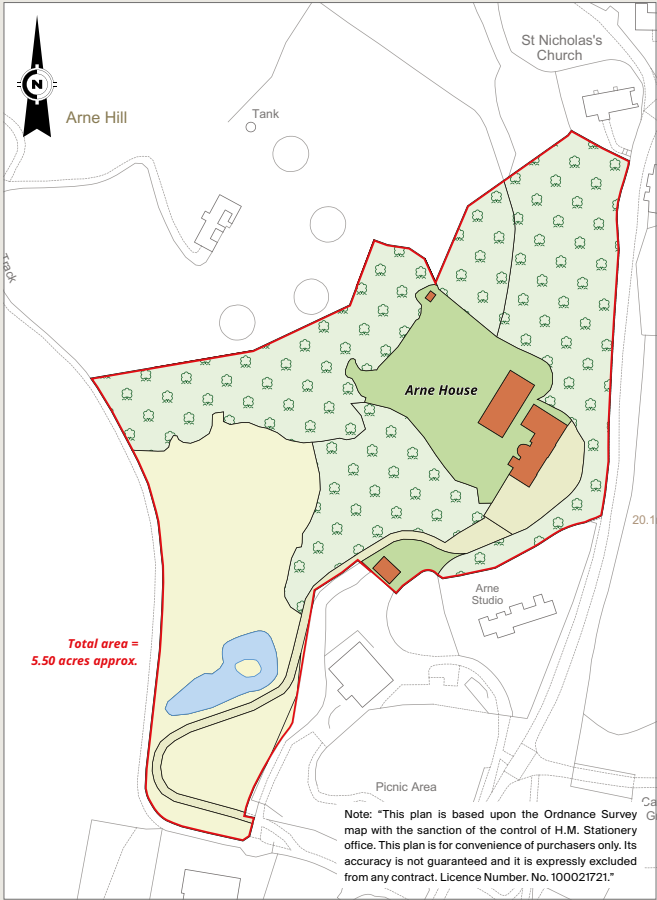 St Nicholas's
Church
N
Tank
Arne Hill
Track
Arne House
20.1
Arne
Studio
Total area =
5.50 acres approx.
Picnic Area
Note: “This plan is based upon the Ordnance Survey
map with the sanction of the control of H.M. Stationery
office. This plan is for convenience of purchasers only. Its
accuracy is not guaranteed and it is expressly excluded
from any contract. Licence Number. No. 100021721.”